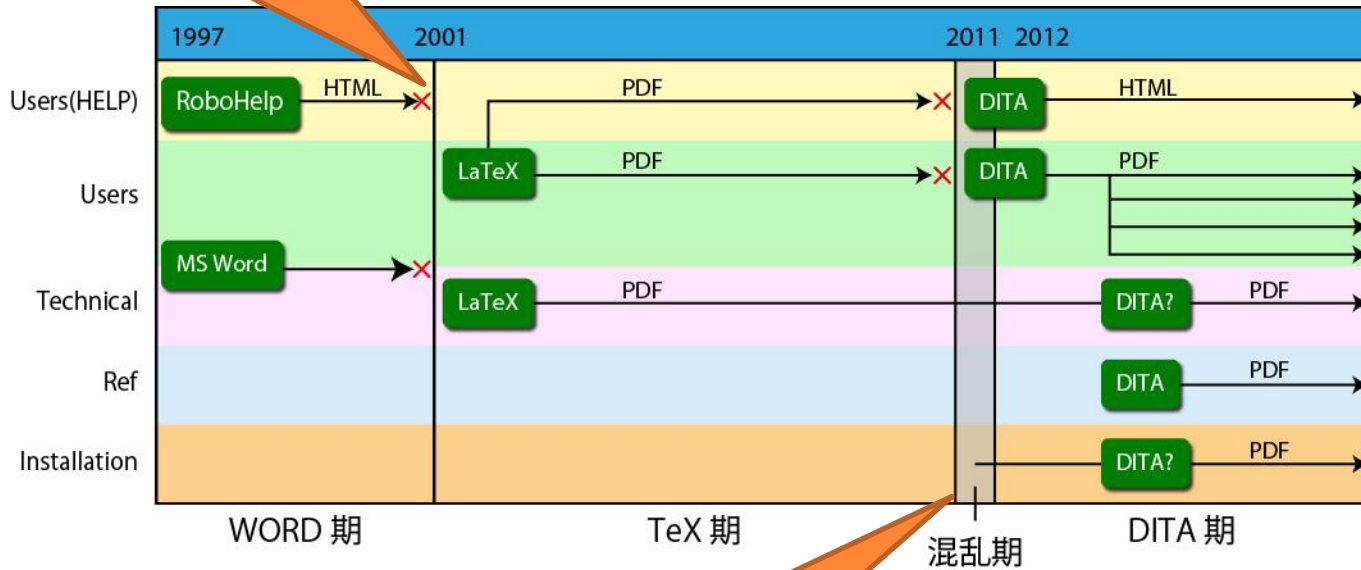 1997 2001 2011 2012
Users(HELP) RoboHelp HTML PDF DITA HTML
Users LaTeX PDF DITA PDF
MS Word
Technical LaTeX PDF DITA? PDF
Ref DITA PDF
Installation DITA? PDF
WORD 期 TeX 期 混乱期 DITA 期